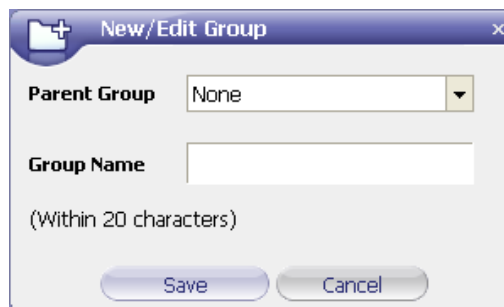 New/Edit Group
Parent Group None
Group Name
(Within 20 characters)
Save Cancel